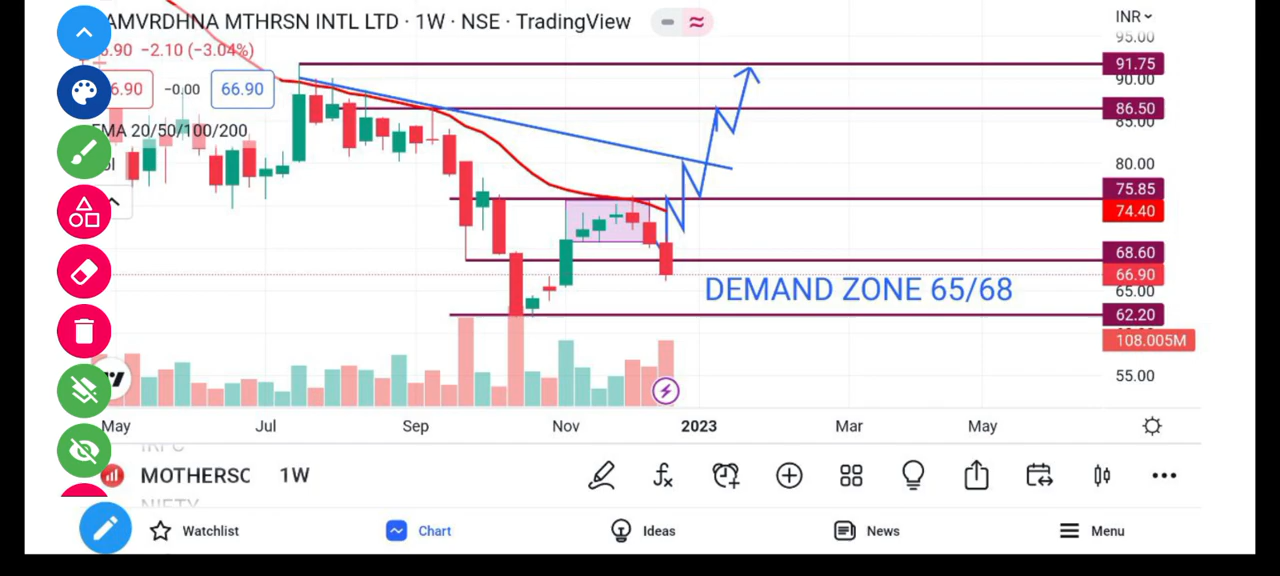 AMVRDHNA MTHRSN INTL LTD · 1W · NSE · TradingView
INR
6.90 −2.10 (−3.04%)
95.00
91.75
90.00
6.90 −0.00 66.90
86.50
85.00
EMA 20/50/100/200
80.00
75.85
74.40
68.60
66.90
DEMAND ZONE 65/68
65.00
62.20
108.005M
55.00
May Jul Sep Nov 2023 Mar May
MOTHERSC 1W
Watchlist Chart Ideas News Menu